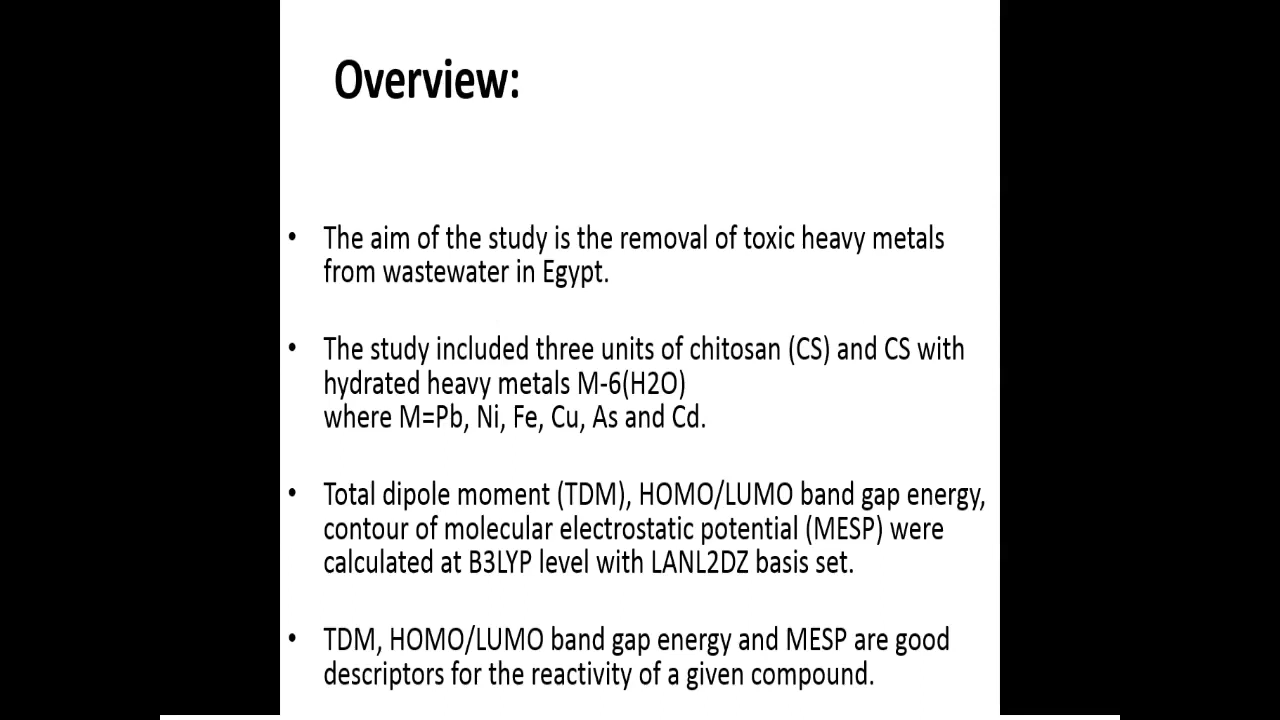 Overview:
• The aim of the study is the removal of toxic heavy metals
from wastewater in Egypt.
• The study included three units of chitosan (CS) and CS with
hydrated heavy metals M-6(H2O)
where M=Pb, Ni, Fe, Cu, As and Cd.
• Total dipole moment (TDM), HOMO/LUMO band gap energy,
contour of molecular electrostatic potential (MESP) were
calculated at B3LYP level with LANL2DZ basis set.
• TDM, HOMO/LUMO band gap energy and MESP are good
descriptors for the reactivity of a given compound.